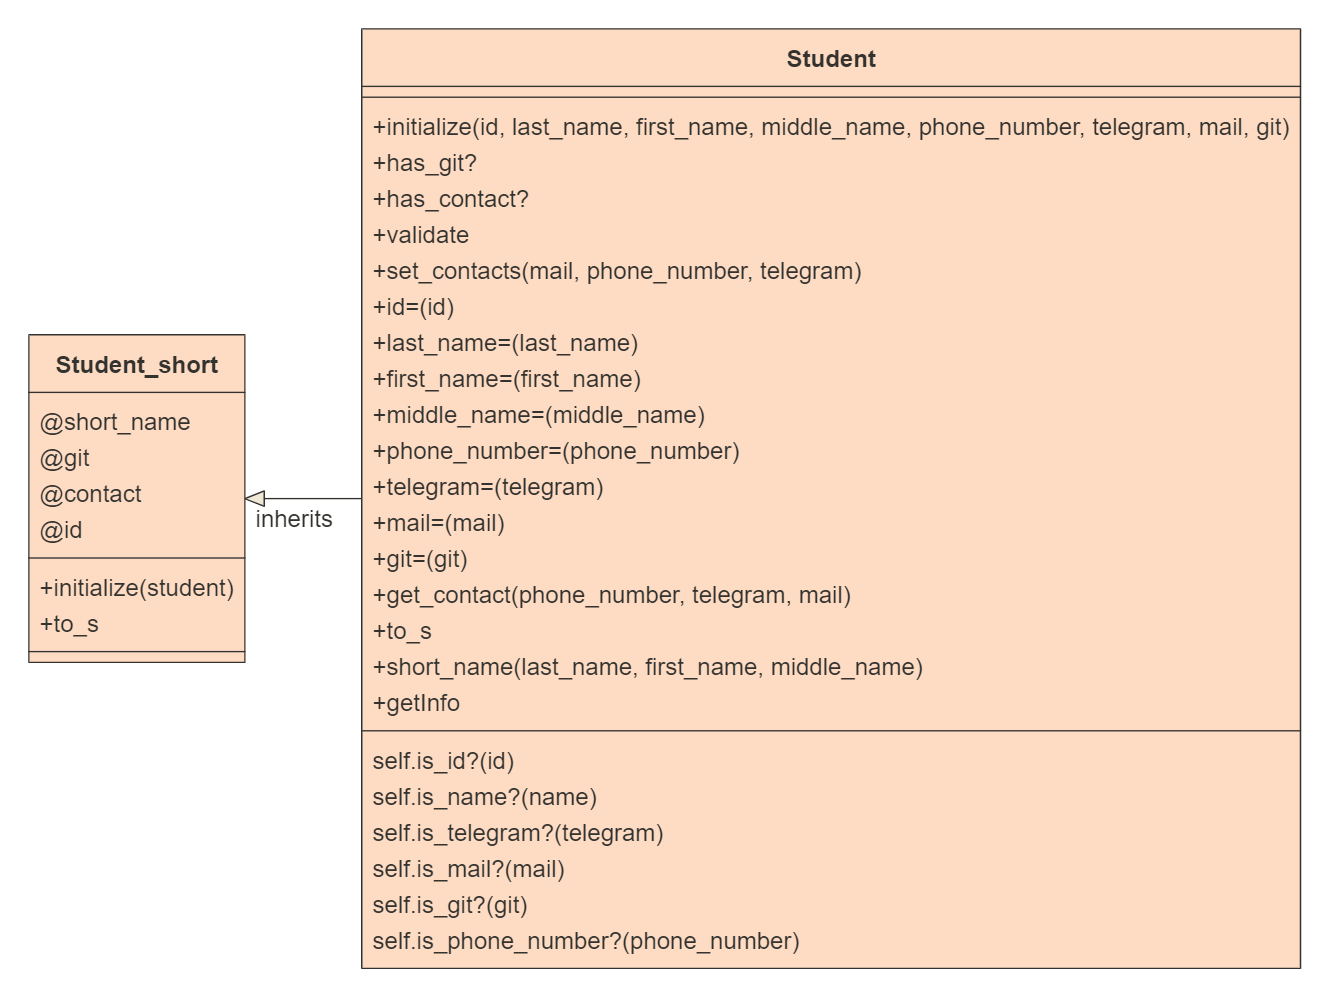 Student
+initialize(id, last_name, first_name, middle_name, phone_number, telegram, mail, git)
+has_git?
+has_contact?
+validate
+set_contacts(mail, phone_number, telegram)
+id=(id)
+last_name=(last_name)
+first_name=(first_name)
+middle_name=(middle_name)
+phone_number=(phone_number)
+telegram=(telegram)
+mail=(mail)
+git=(git)
+get_contact(phone_number, telegram, mail)
+to_s
+short_name(last_name, first_name, middle_name)
+getInfo
self.is_id?(id)
self.is_name?(name)
self.is_telegram?(telegram)
self.is_mail?(mail)
self.is_git?(git)
self.is_phone_number?(phone_number)
Student_short
@short_name
@git
@contact
@id
+initialize(student)
+to_s
inherits